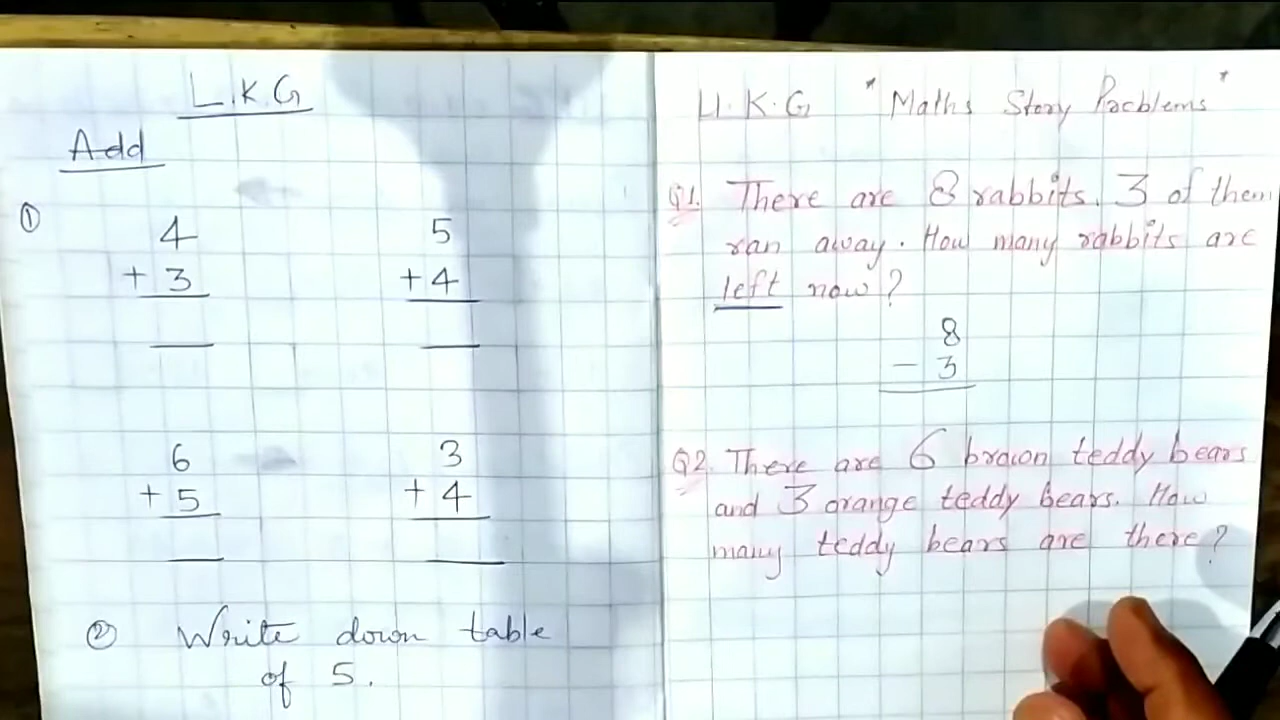 L.K.G
Add
①
4 5
+ 3 + 4
6 3
+ 5 + 4
② Write down table
of 5.
U.K.G "Maths Story Problems"
Q1. There are 8 rabbits. 3 of them
ran away. How many rabbits are
left now?
8
- 3
Q2. There are 6 brown teddy bears
and 3 orange teddy bears. How
many teddy bears are there?